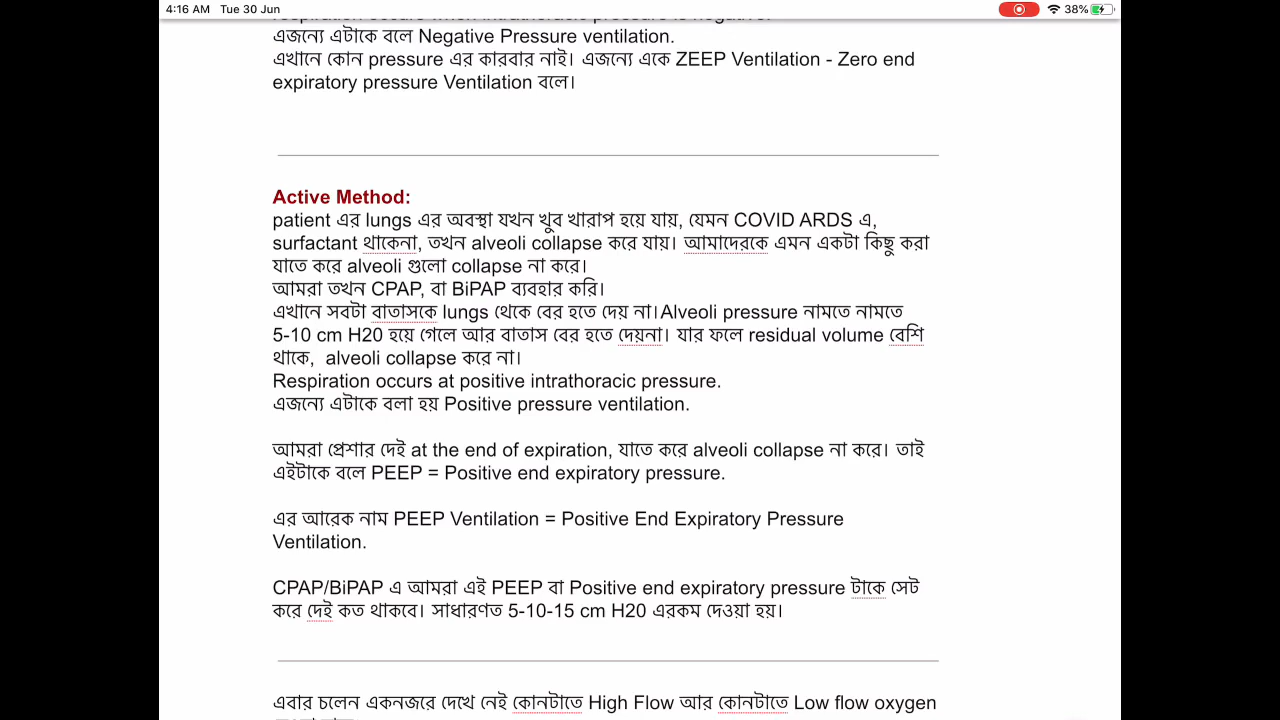 4:16 AM Tue 30 Jun
38%
respiration occurs when intrathoracic pressure is negative.
এজন্যে এটাকে বলে Negative Pressure ventilation.
এখানে কোন pressure এর কারবার নাই। এজন্যে একে ZEEP Ventilation - Zero end
expiratory pressure Ventilation বলে।
Active Method:
patient এর lungs এর অবস্থা যখন খুব খারাপ হয়ে যায়, যেমন COVID ARDS এ,
surfactant থাকেনা, তখন alveoli collapse করে যায়। আমাদেরকে এমন একটা কিছু করা
যাতে করে alveoli গুলো collapse না করে।
আমরা তখন CPAP, বা BiPAP ব্যবহার করি।
এখানে সবটা বাতাসকে lungs থেকে বের হতে দেয় না।Alveoli pressure নামতে নামতে
5-10 cm H20 হয়ে গেলে আর বাতাস বের হতে দেয়না। যার ফলে residual volume বেশি
থাকে, alveoli collapse করে না।
Respiration occurs at positive intrathoracic pressure.
এজন্যে এটাকে বলা হয় Positive pressure ventilation.
আমরা প্রেশার দেই at the end of expiration, যাতে করে alveoli collapse না করে। তাই
এইটাকে বলে PEEP = Positive end expiratory pressure.
এর আরেক নাম PEEP Ventilation = Positive End Expiratory Pressure
Ventilation.
CPAP/BiPAP এ আমরা এই PEEP বা Positive end expiratory pressure টাকে সেট
করে দেই কত থাকবে। সাধারণত 5-10-15 cm H20 এরকম দেওয়া হয়।
এবার চলেন একনজরে দেখে নেই কোনটাতে High Flow আর কোনটাতে Low flow oxygen